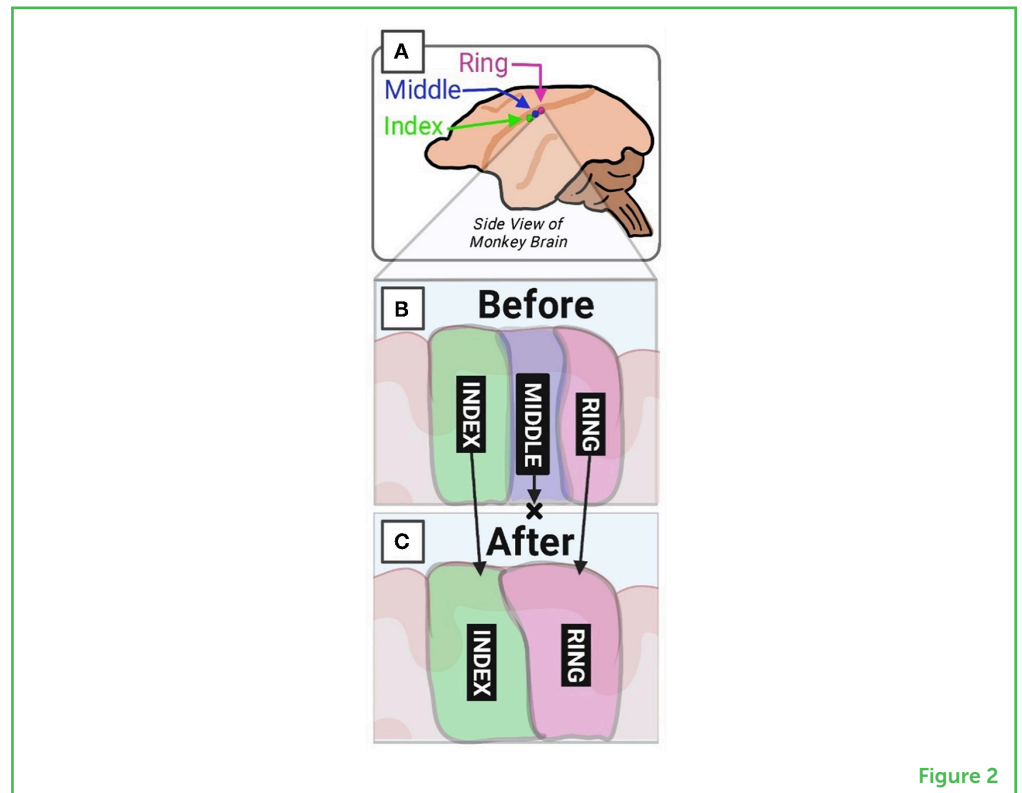 A
Ring
Middle
Index
Side View of
Monkey Brain
B
Before
INDEX
MIDDLE
RING
C
After
INDEX
RING
Figure 2